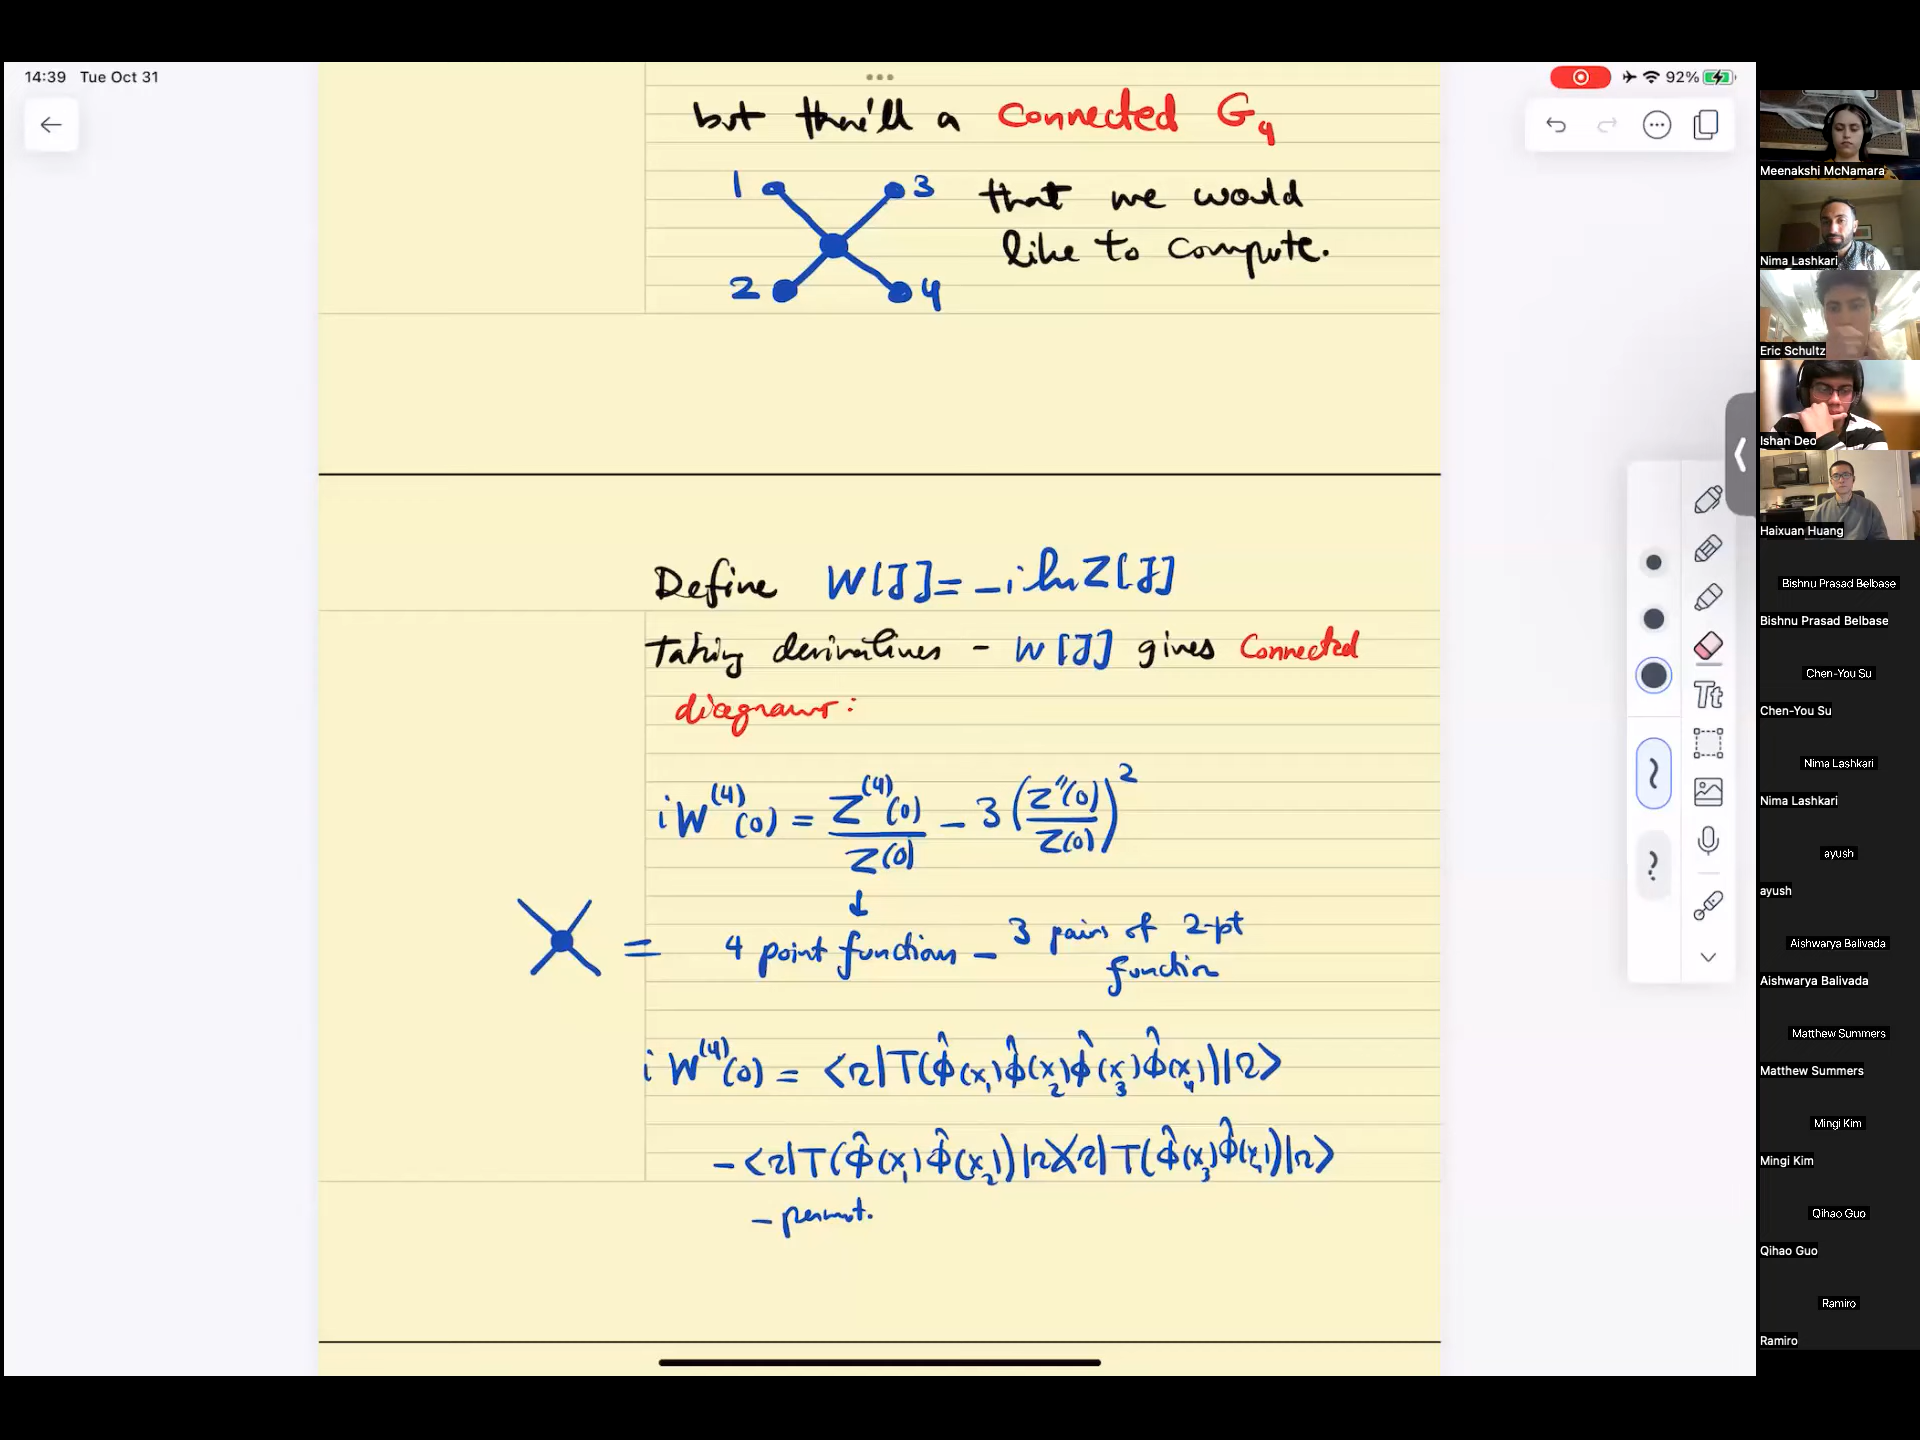 14:39 Tue Oct 31
92%
but there'll a Connected G₄
1 3 that we would
like to compute.
2 4
Define W[J] = -i ln Z[J]
Taking derivatives - W[J] gives Connected
diagrams:
i W⁽⁴⁾(0) = Z⁽⁴⁾(0) / Z(0) - 3 (Z''(0) / Z(0))²
↓
= 4 point function - 3 pairs of 2-pt
function
i W⁽⁴⁾(0) = <Ω|T(Φ̂(x₁)Φ̂(x₂)Φ̂(x₃)Φ̂(x₄))|Ω>
- <Ω|T(Φ̂(x₁)Φ̂(x₂))|Ω><Ω|T(Φ̂(x₃)Φ̂(x₄))|Ω>
- permut.
Tt
Meenakshi McNamara
Nima Lashkari
Eric Schultz
Ishan Deo
Haixuan Huang
Bishnu Prasad Belbase
Bishnu Prasad Belbase
Chen-You Su
Chen-You Su
Nima Lashkari
Nima Lashkari
ayush
ayush
Aishwarya Balivada
Aishwarya Balivada
Matthew Summers
Matthew Summers
Mingi Kim
Mingi Kim
Qihao Guo
Qihao Guo
Ramiro
Ramiro